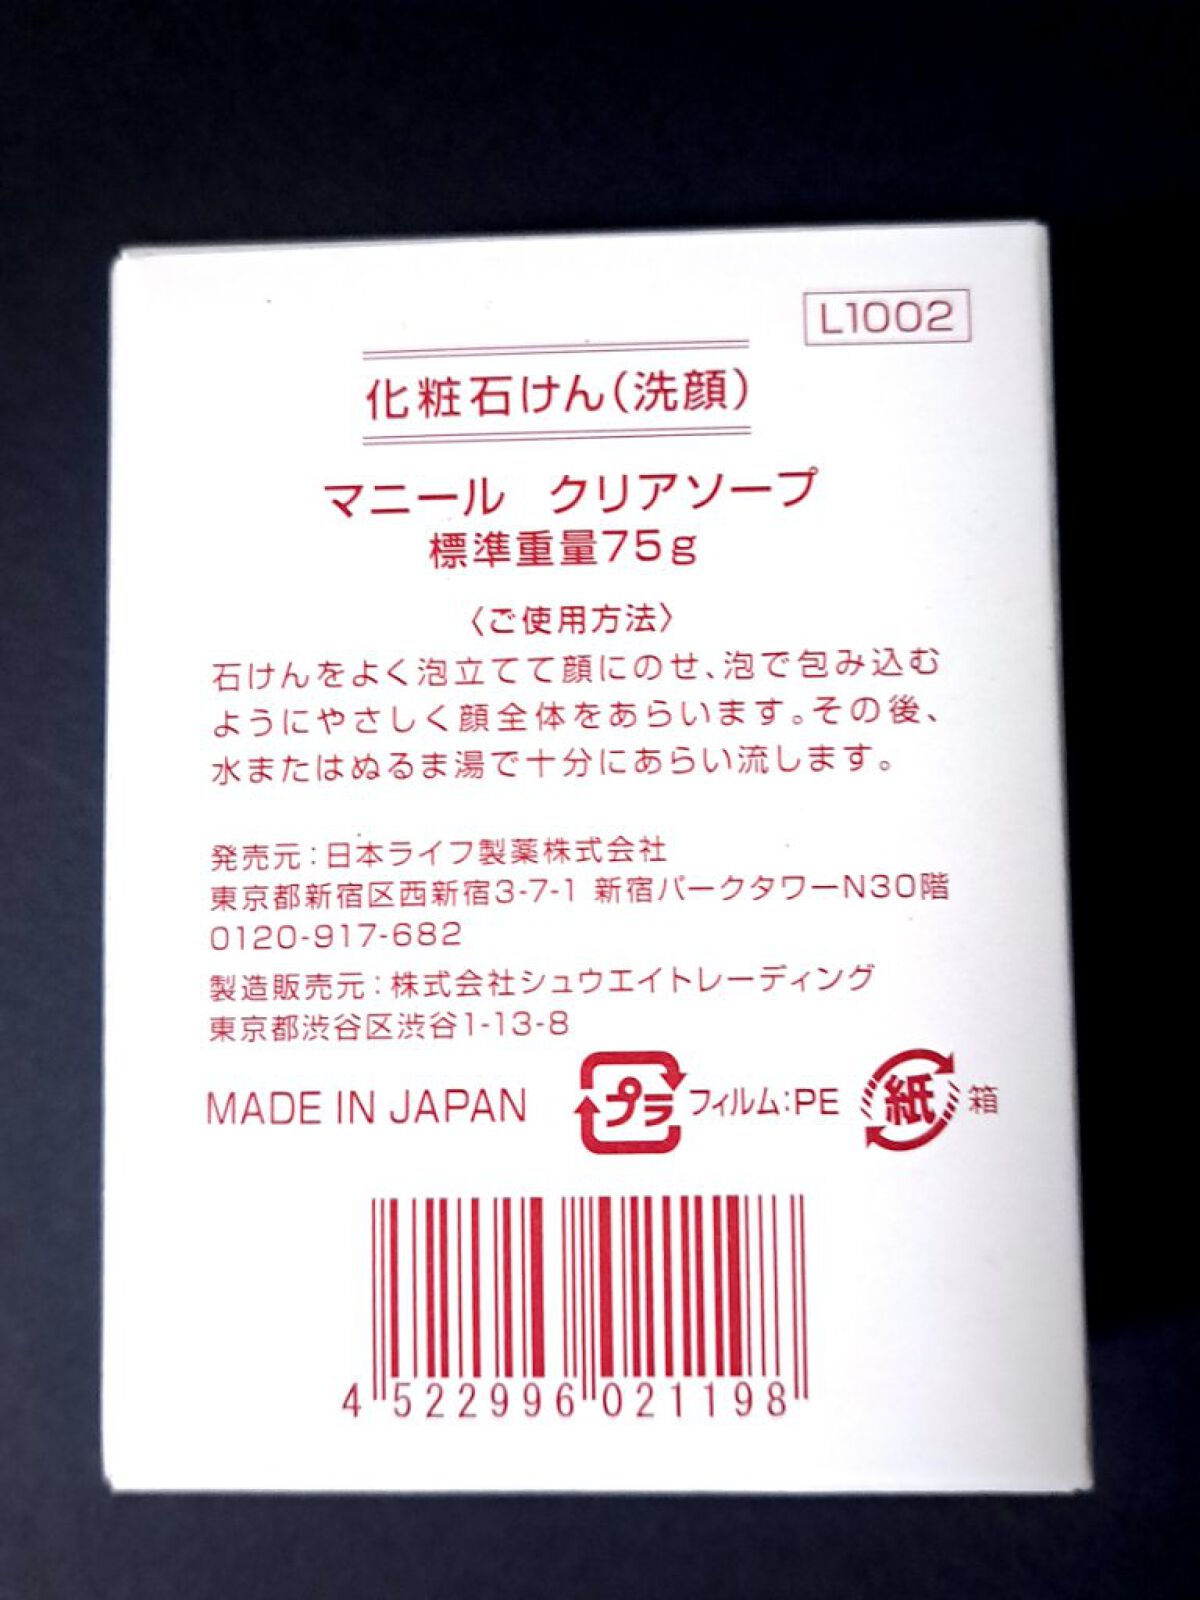 L1002
化粧石けん(洗顔)
マニール クリアソープ
標準重量75g
〈ご使用方法〉
石けんをよく泡立てて顔にのせ、泡で包み込む
ようにやさしく顔全体をあらいます。その後、
水またはぬるま湯で十分にあらい流します。
発売元:日本ライフ製薬株式会社
東京都新宿区西新宿3-7-1 新宿パークタワーN30階
0120-917-682
製造販売元:株式会社シュウエイトレーディング
東京都渋谷区渋谷1-13-8
MADE IN JAPAN プラ フィルム:PE 紙 箱
4 522996 021198